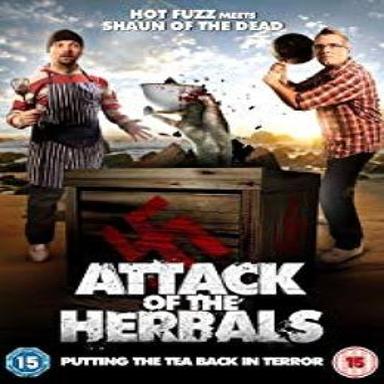 HOT FUZZ MEETS
SHAUN OF THE DEAD
ATTACK
OF THE
HERBALS
15 PUTTING THE TEA BACK IN TERROR 15